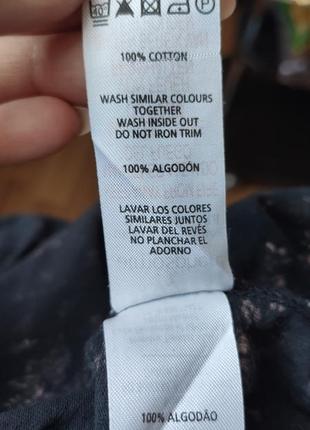 100% COTTON
WASH SIMILAR COLOURS
TOGETHER
WASH INSIDE OUT
DO NOT IRON TRIM
100% ALGODÓN
LAVAR LOS COLORES
SIMILARES JUNTOS
LAVAR DEL REVÉS
NO PLANCHAR EL
ADORNO
100% ALGODÃO